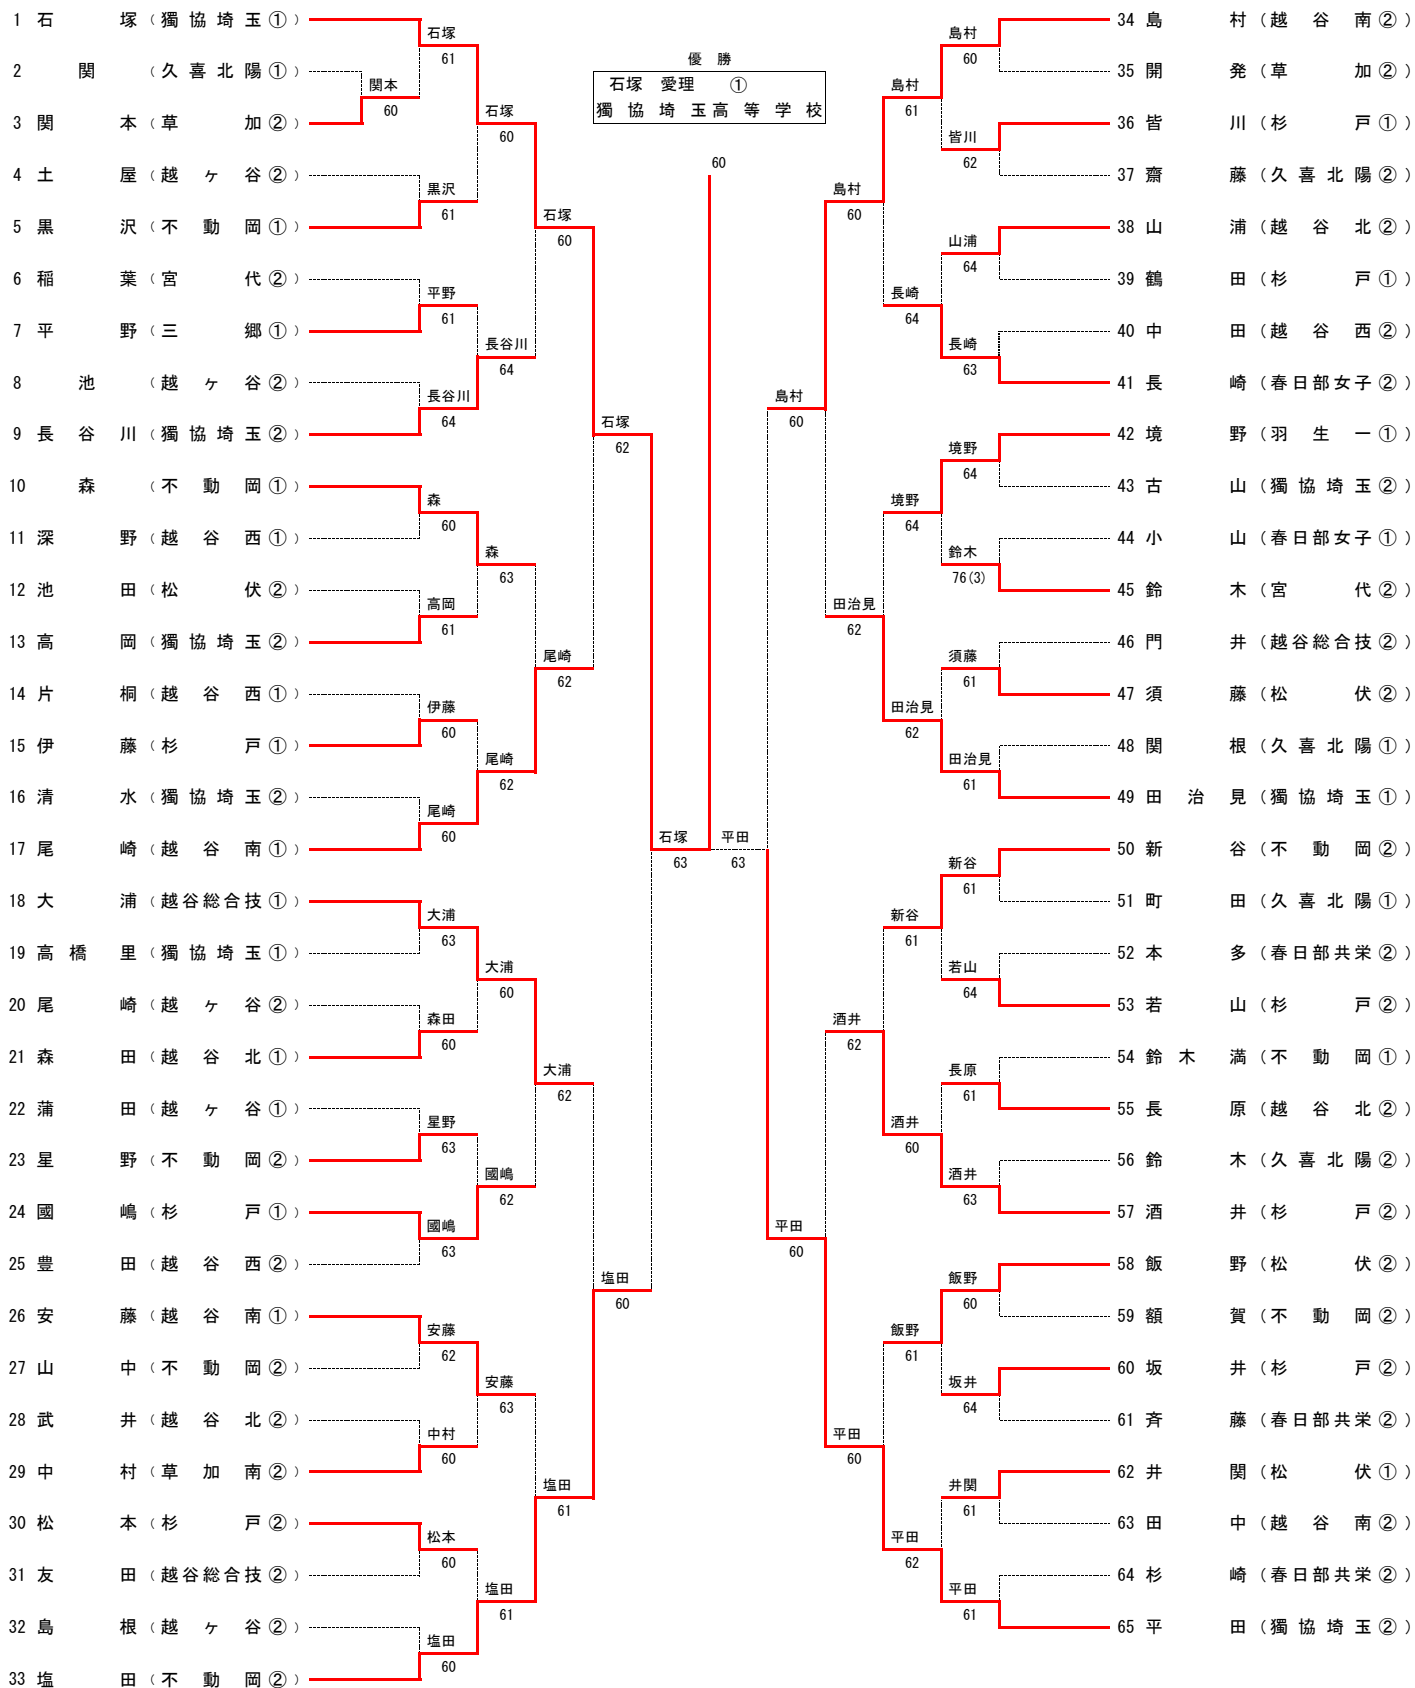 優勝
石塚 愛理 ①
獨協埼玉高等学校
60
1 石塚 (獨協埼玉①)
2 関 (久喜北陽①)
3 関本 (草加②)
4 土屋 (越ヶ谷②)
5 黒沢 (不動岡①)
6 稲葉 (宮代②)
7 平野 (三郷①)
8 池 (越ヶ谷②)
9 長谷川 (獨協埼玉②)
10 森 (不動岡①)
11 深野 (越谷西①)
12 池田 (松伏②)
13 高岡 (獨協埼玉②)
14 片桐 (越谷西①)
15 伊藤 (杉戸①)
16 清水 (獨協埼玉②)
17 尾崎 (越谷南①)
18 大浦 (越谷総合技①)
19 高橋里 (獨協埼玉①)
20 尾崎 (越ヶ谷②)
21 森田 (越谷北①)
22 蒲田 (越ヶ谷①)
23 星野 (不動岡②)
24 國嶋 (杉戸①)
25 豊田 (越谷西②)
26 安藤 (越谷南①)
27 山中 (不動岡②)
28 武井 (越谷北②)
29 中村 (草加南②)
30 松本 (杉戸②)
31 友田 (越谷総合技②)
32 島根 (越ヶ谷②)
33 塩田 (不動岡②)
関本
60
石塚
61
黒沢
61
平野
61
長谷川
64
森
60
高岡
61
伊藤
60
尾崎
60
大浦
63
森田
60
星野
63
國嶋
63
安藤
62
中村
60
松本
60
塩田
60
石塚
60
長谷川
64
森
63
尾崎
62
大浦
60
國嶋
62
安藤
63
塩田
61
石塚
60
尾崎
62
大浦
62
塩田
61
石塚
62
塩田
60
石塚
63
平田
63
島村
60
平田
60
島村
60
田治見
62
酒井
62
平田
60
島村
61
長崎
64
境野
64
田治見
62
新谷
61
酒井
60
飯野
61
平田
62
島村
60
皆川
62
山浦
64
長崎
63
境野
64
鈴木
76(3)
須藤
61
田治見
61
新谷
61
若山
64
長原
61
酒井
63
飯野
60
坂井
64
井関
61
平田
61
34 島村 (越谷南②)
35 開発 (草加②)
36 皆川 (杉戸①)
37 齋藤 (久喜北陽②)
38 山浦 (越谷北②)
39 鶴田 (杉戸①)
40 中田 (越谷西②)
41 長崎 (春日部女子②)
42 境野 (羽生一①)
43 古山 (獨協埼玉②)
44 小山 (春日部女子①)
45 鈴木 (宮代②)
46 門井 (越谷総合技②)
47 須藤 (松伏②)
48 関根 (久喜北陽①)
49 田治見 (獨協埼玉①)
50 新谷 (不動岡②)
51 町田 (久喜北陽①)
52 本多 (春日部共栄②)
53 若山 (杉戸②)
54 鈴木満 (不動岡①)
55 長原 (越谷北②)
56 鈴木 (久喜北陽②)
57 酒井 (杉戸②)
58 飯野 (松伏②)
59 額賀 (不動岡②)
60 坂井 (杉戸②)
61 斉藤 (春日部共栄②)
62 井関 (松伏①)
63 田中 (越谷南②)
64 杉崎 (春日部共栄②)
65 平田 (獨協埼玉②)